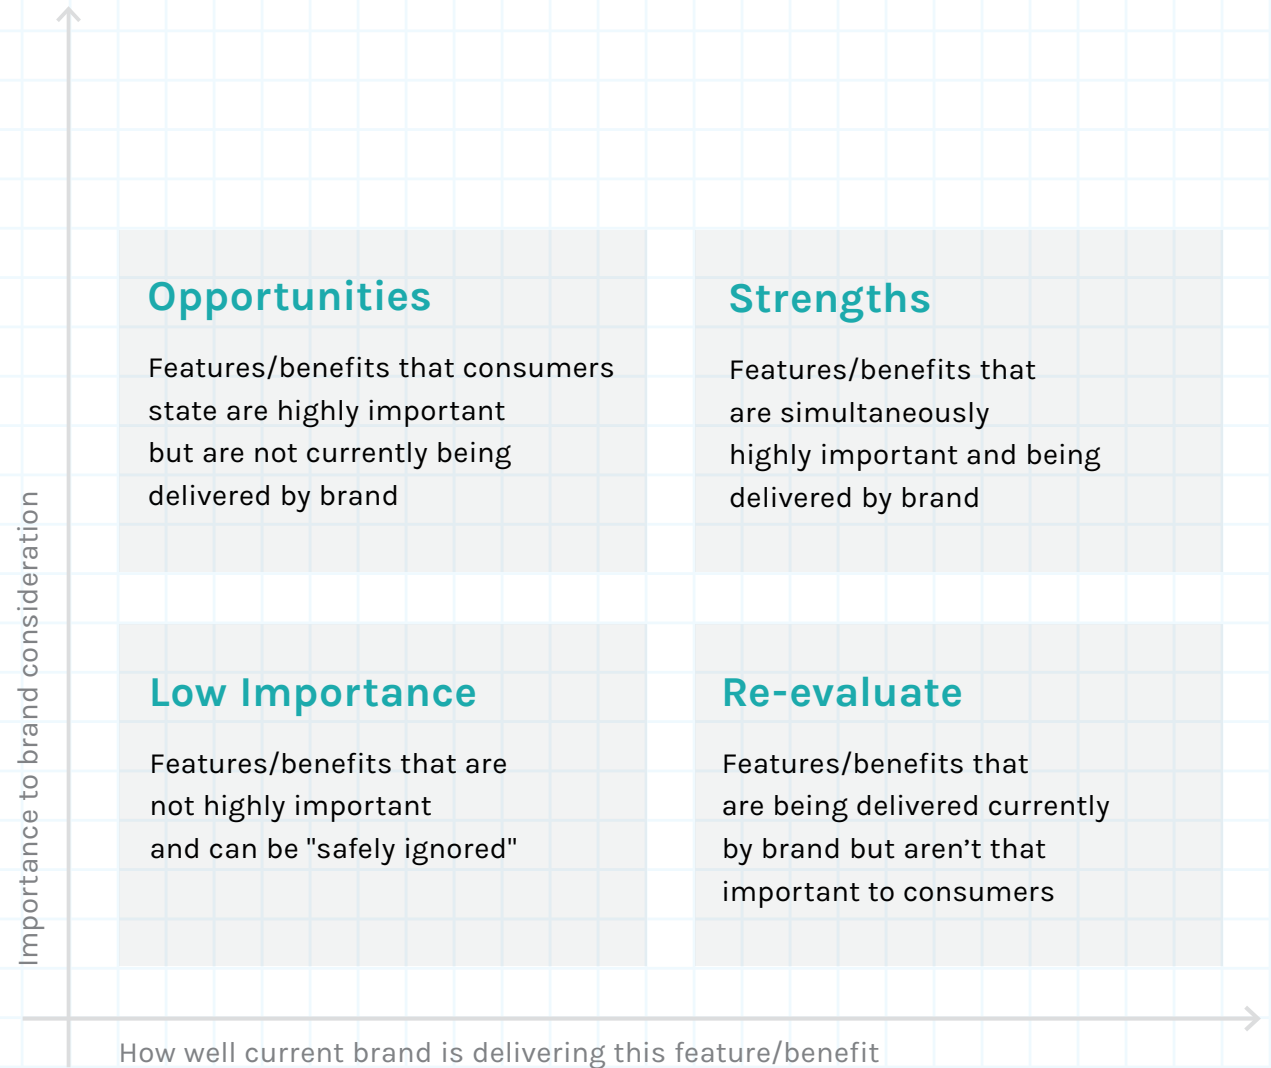 Opportunities
Features/benefits that consumers
state are highly important
but are not currently being
delivered by brand
Strengths
Features/benefits that
are simultaneously
highly important and being
delivered by brand
Low Importance
Features/benefits that are
not highly important
and can be "safely ignored"
Re-evaluate
Features/benefits that
are being delivered currently
by brand but aren’t that
important to consumers
Importance to brand consideration
How well current brand is delivering this feature/benefit